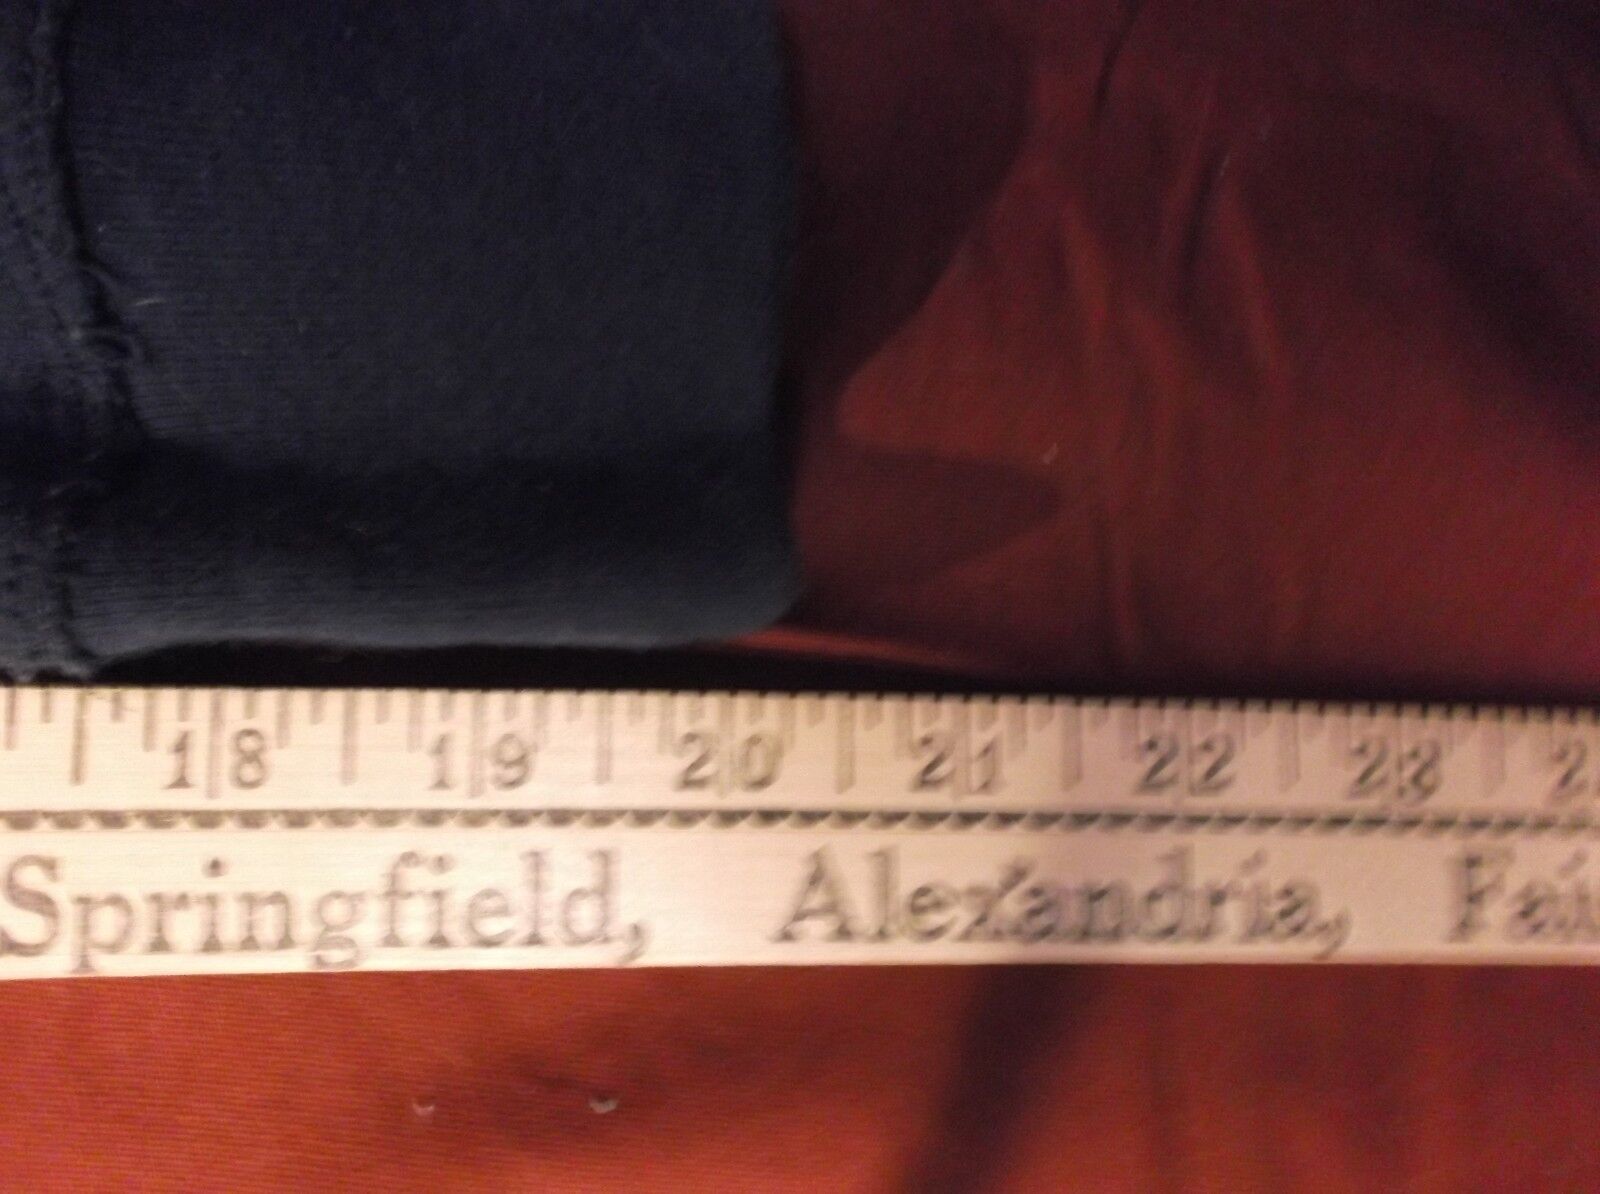 18 19 20 21 22 23
Springfield, Alexandria,